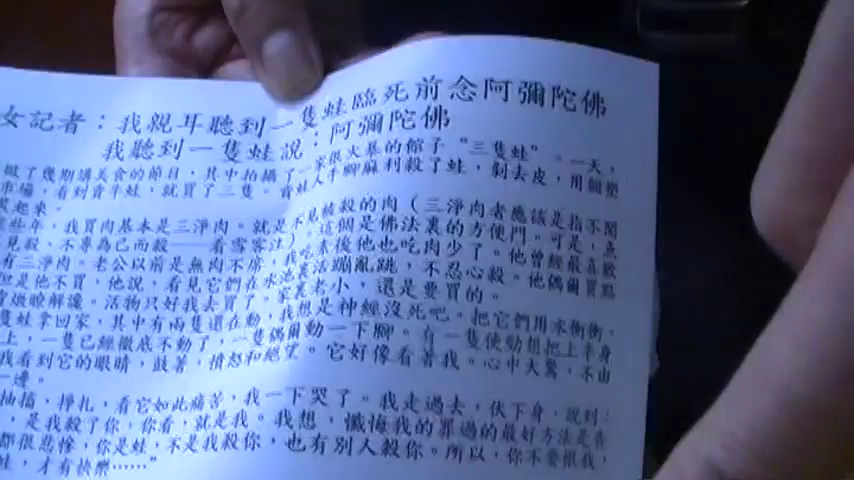 女記者：我親耳聽到一隻蛙臨死前念阿彌陀佛
我聽到一隻蛙說：阿彌陀佛
做了幾期講美食的節目，其中拍攝了一家很火暴的館子“三隻蛙”。一天，
市場，看到賣牛蛙，就買了三隻。賣蛙人手腳麻利殺了蛙，剝去皮，用個塑
起來。
些年，我買肉基本是三淨肉。就是不見被殺的肉（三淨肉者應該是指不聞
見殺、不專為己而殺——看雪客注），這個是佛法裏的方便門。可是，魚
有三淨肉。老公以前是無肉不席，我吃素後他也吃肉少了。他曾經最喜歡
但是他不買，他說，看見它們在水池裏活蹦亂跳，不忍心殺。他偶爾買點
解讒。活物只好我去買了，家裏老小，還是要買的。
隻蛙拿回家，其中有兩隻還在動，我想是神經沒死吧。把它們用水衝衝，
上，一隻已經徹底不動了，一隻偶爾動一下腳。有一隻使勁想把上半身
我看到它的眼睛，鼓著，憤怒和絕望。它好像看著我。心中大驚，不由
一邊。
抽搐，掙扎，看它如此痛苦，我一下哭了。我走過去，伏下身，說到：
是我殺了你，你看，就是我。我想，懺悔我的罪過的最好方法是告
都很悲慘，你是蛙，不是我殺你，也有別人殺你。所以，你不要恨我，
蛙，才有快樂……”